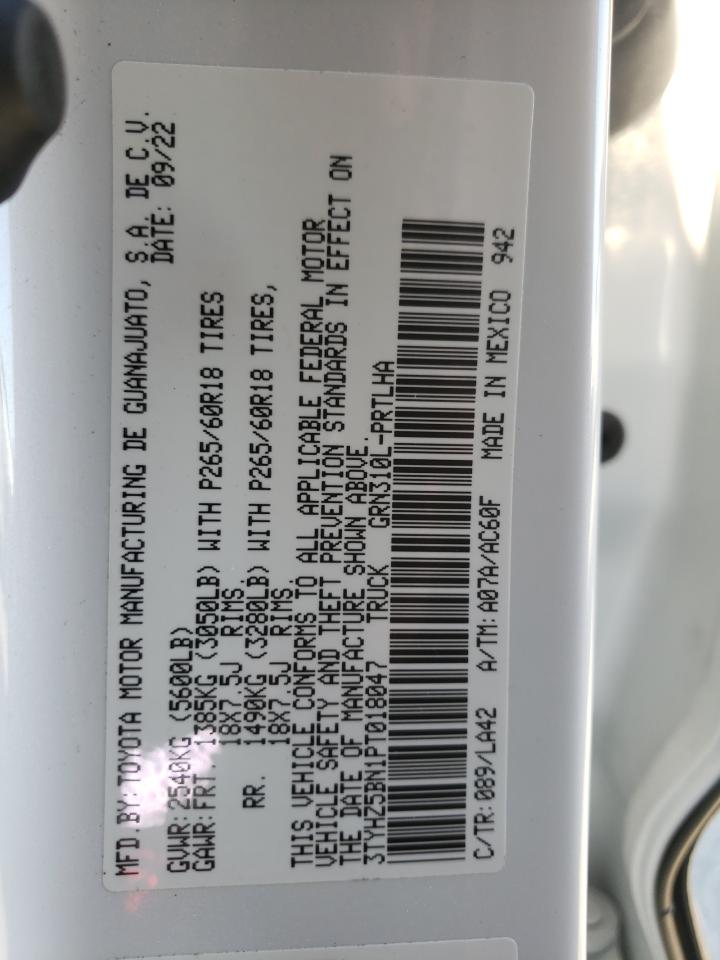 MFD.BY:TOYOTA MOTOR MANUFACTURING DE GUANAJUATO, S.A. DE C.V.
DATE: 09/22
GVWR:2540KG (5600LB)
GAWR:FRT. 1385KG (3050LB) WITH P265/60R18 TIRES
18X7.5J RIMS
RR. 1490KG (3280LB) WITH P265/60R18 TIRES,
18X7.5J RIMS.
THIS VEHICLE CONFORMS TO ALL APPLICABLE FEDERAL MOTOR
VEHICLE SAFETY AND THEFT PREVENTION STANDARDS IN EFFECT ON
THE DATE OF MANUFACTURE SHOWN ABOVE.
3TYHZ5BN1PT018047 TRUCK GRN310L-PRTLHA
C/TR:089/LA42 A/TM:A07A/AC60F MADE IN MEXICO 942